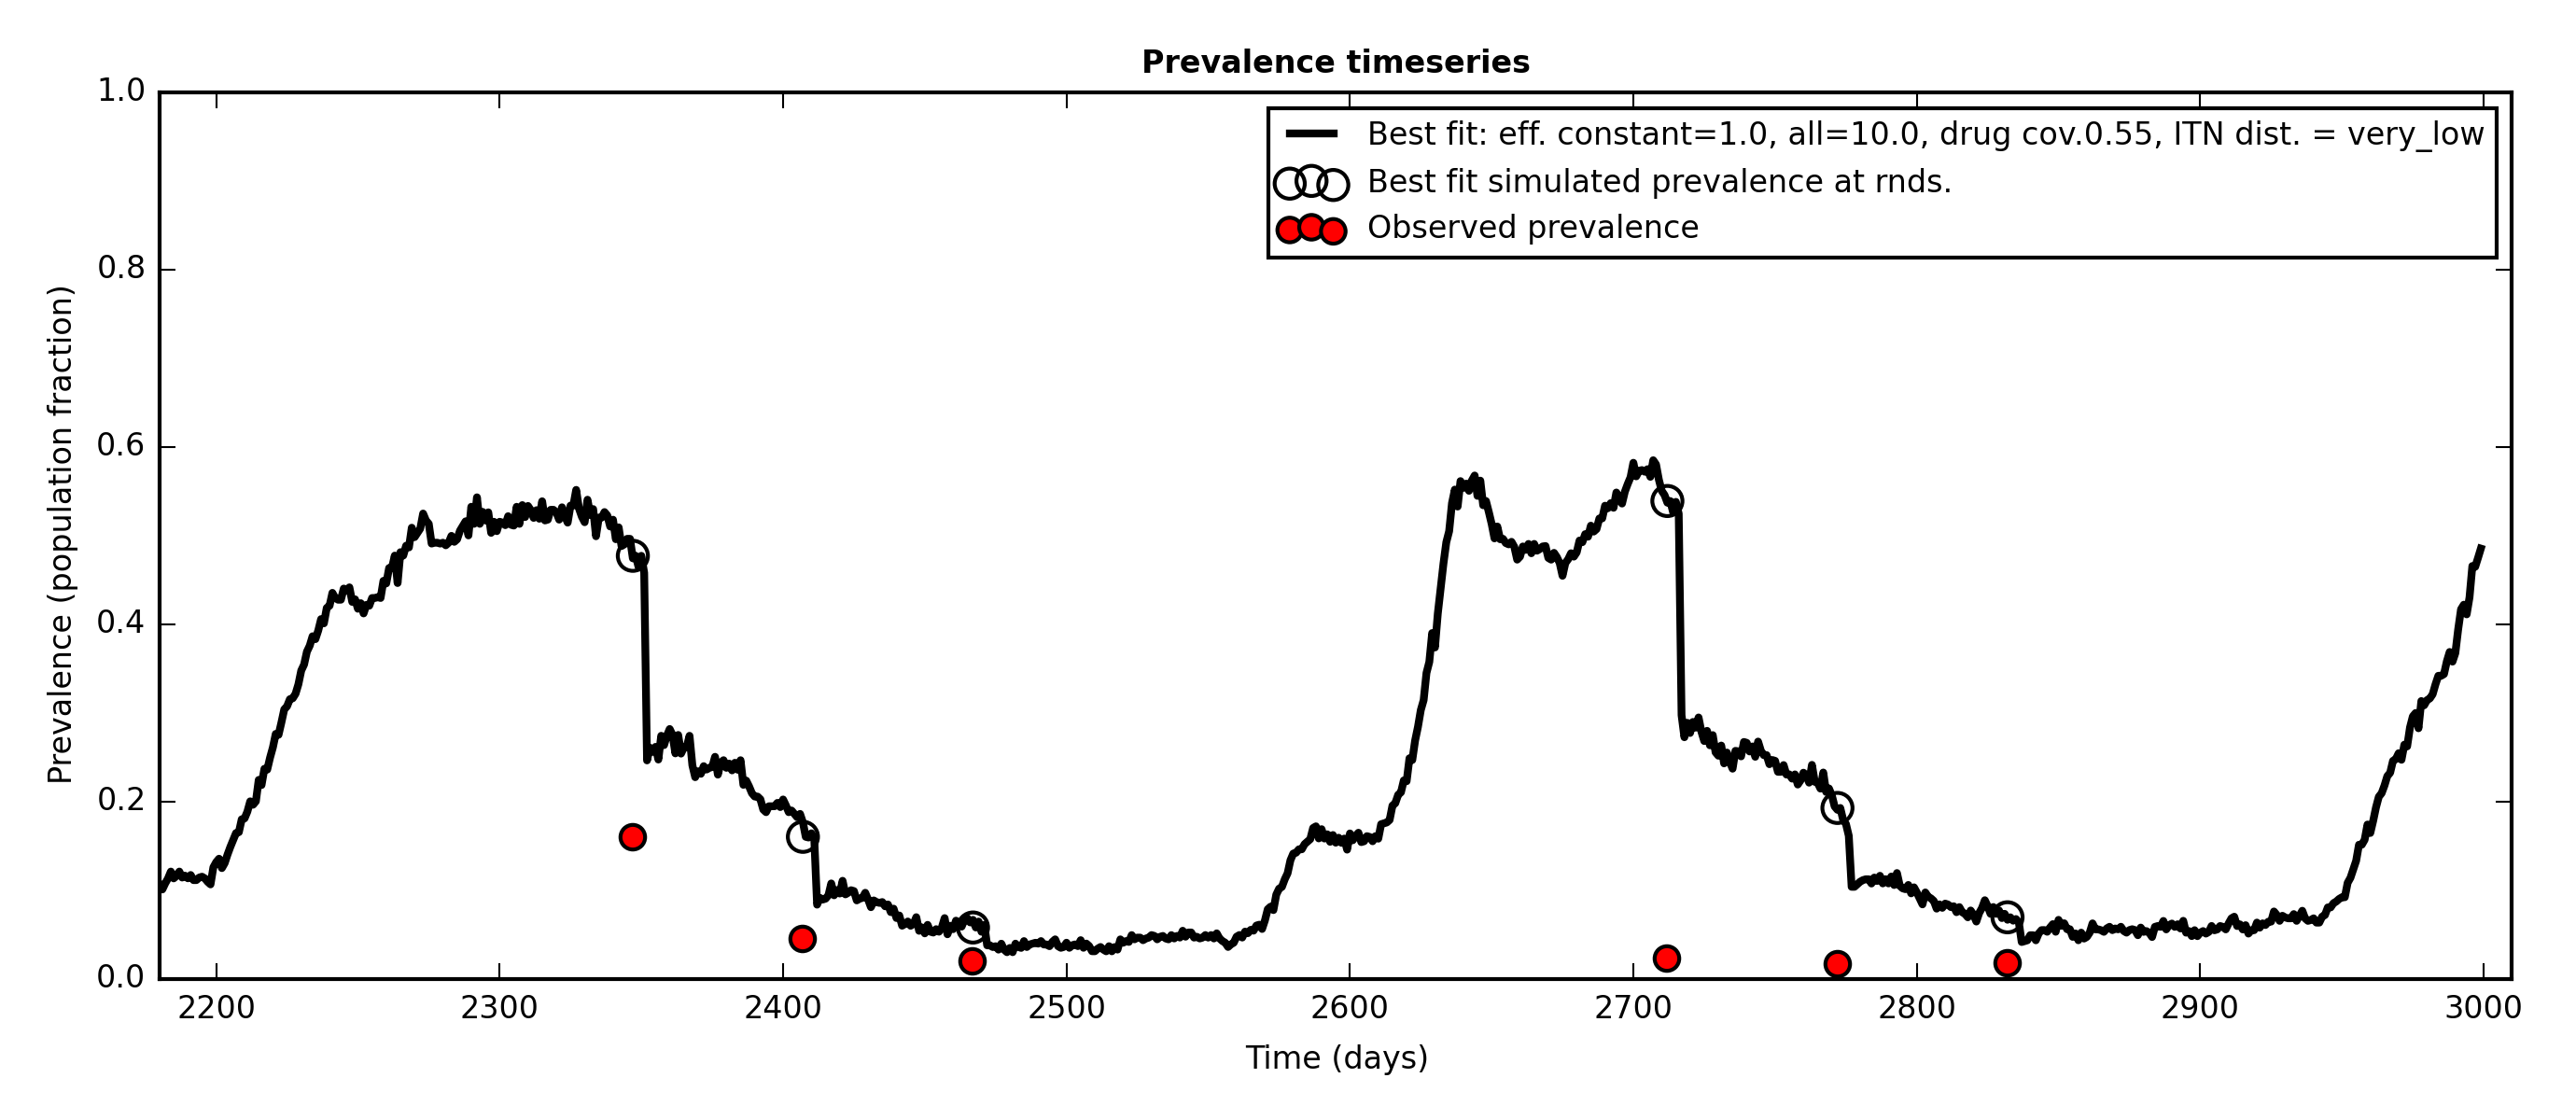 Prevalence timeseries
1.0
0.8
0.6
0.4
0.2
0.0
Prevalence (population fraction)
Best fit: eff. constant=1.0, all=10.0, drug cov.0.55, ITN dist. = very_low
Best fit simulated prevalence at rnds.
Observed prevalence
2200 2300 2400 2500 2600 2700 2800 2900 3000
Time (days)